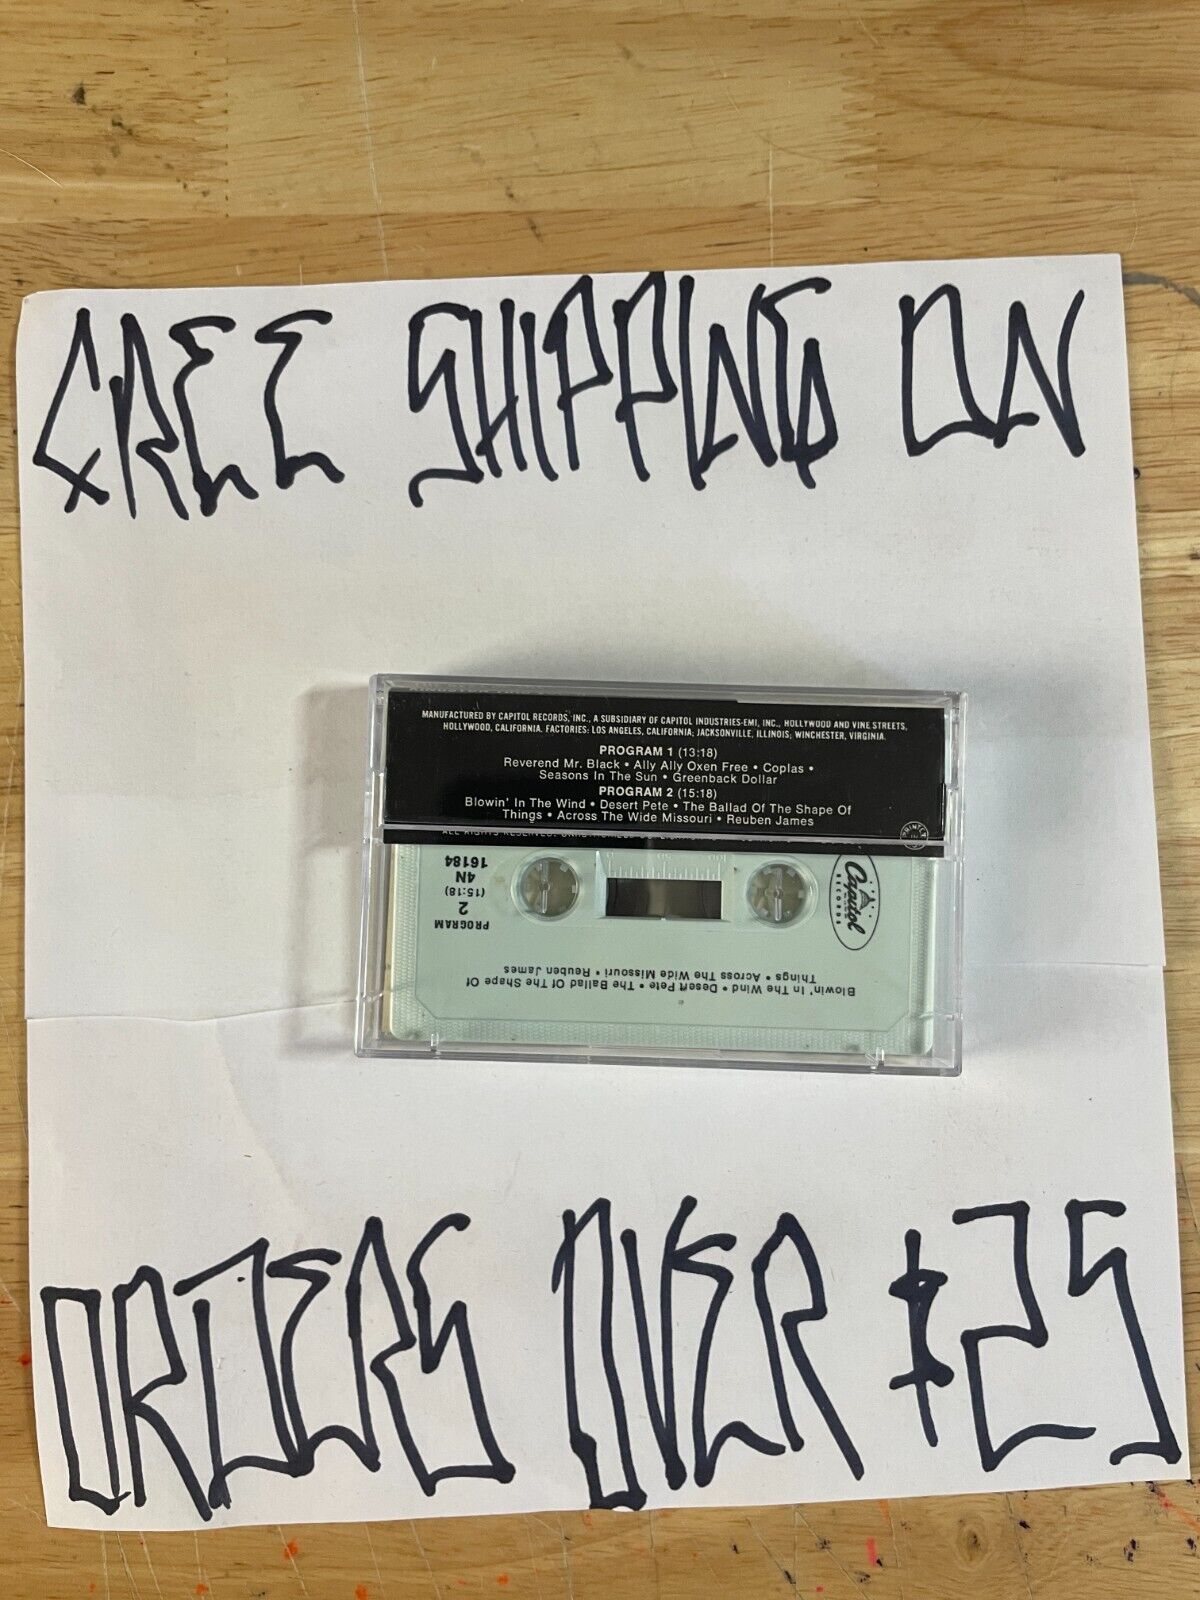 FREE SHIPPING ON
MANUFACTURED BY CAPITOL RECORDS, INC., A SUBSIDIARY OF CAPITOL INDUSTRIES-EMI, INC., HOLLYWOOD AND VINE STREETS,
HOLLYWOOD, CALIFORNIA. FACTORIES: LOS ANGELES, CALIFORNIA; JACKSONVILLE, ILLINOIS; WINCHESTER, VIRGINIA.
PROGRAM 1 (13:18)
Reverend Mr. Black • Ally Ally Oxen Free • Coplas •
Seasons In The Sun • Greenback Dollar
PROGRAM 2 (15:18)
Blowin' In The Wind • Desert Pete • The Ballad Of The Shape Of
Things • Across The Wide Missouri • Reuben James
ALL RIGHTS RESERVED.
Blowin' In The Wind • Desert Pete • The Ballad Of The Shape Of
Things • Across The Wide Missouri • Reuben James
PROGRAM
2
(15:18)
4N
16184
Capitol
RECORDS
ORDERS OVER $25